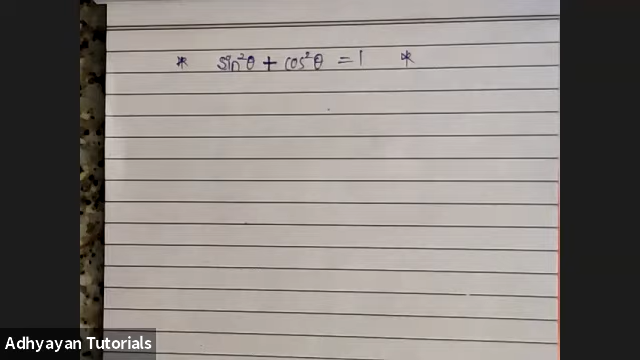 * sin²θ + cos²θ = 1 *
Adhyayan Tutorials